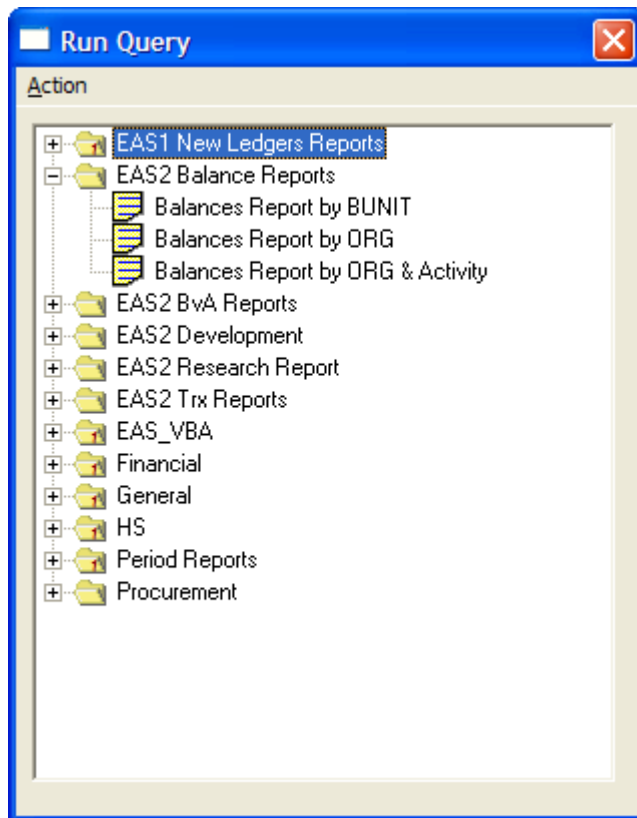 Run Query
Action
EAS1 New Ledgers Reports
EAS2 Balance Reports
Balances Report by BUNIT
Balances Report by ORG
Balances Report by ORG & Activity
EAS2 BvA Reports
EAS2 Development
EAS2 Research Report
EAS2 Trx Reports
EAS_VBA
Financial
General
HS
Period Reports
Procurement